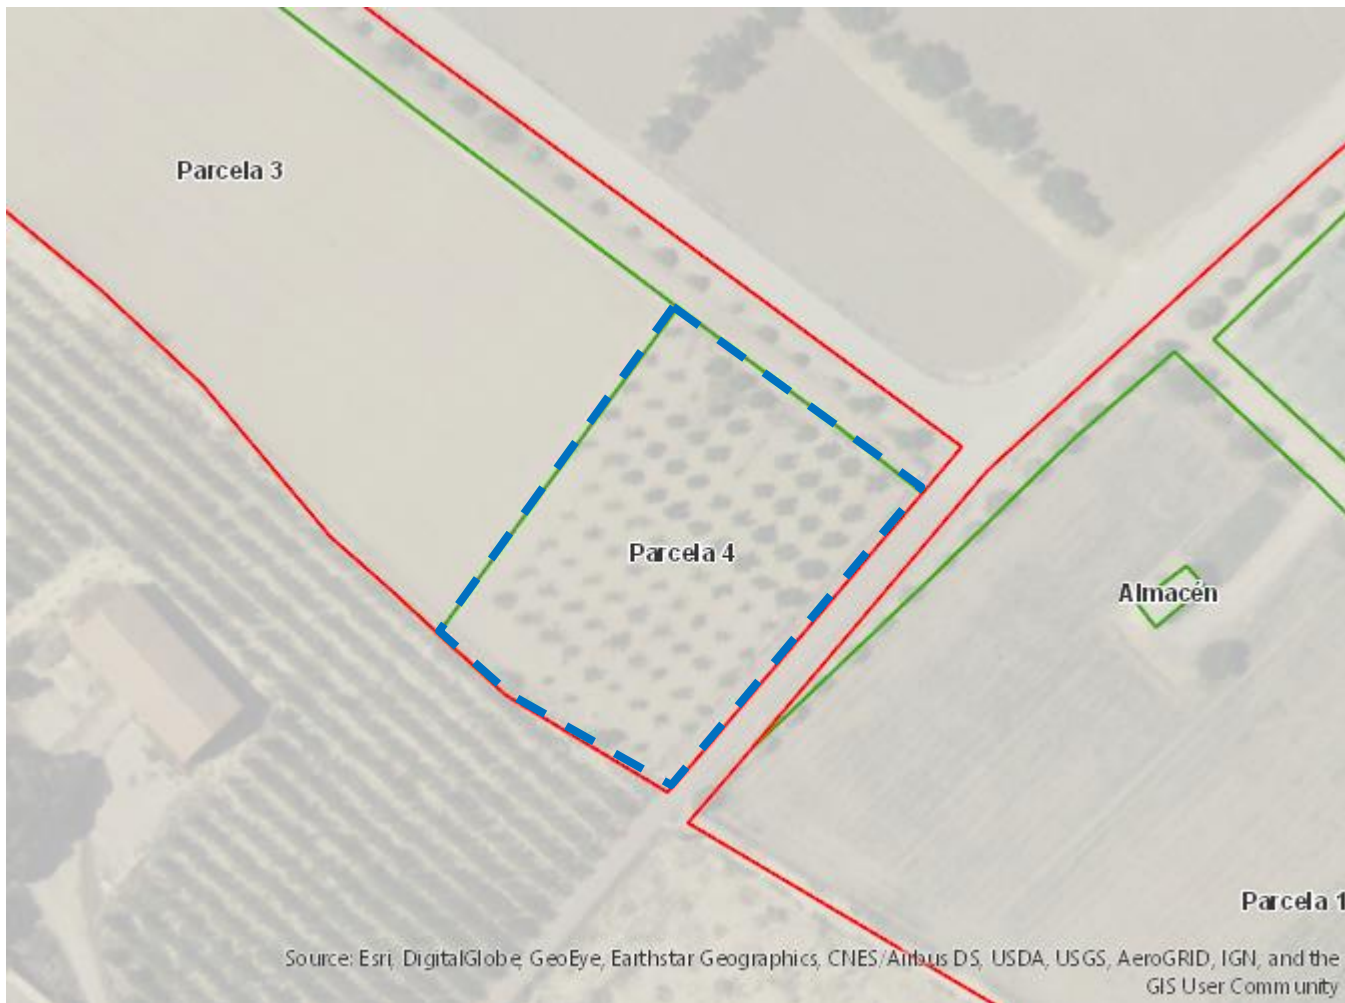 Parcela 3
Parcela 4
Almacén
Parcela 1
Source: Esri, DigitalGlobe, GeoEye, Earthstar Geographics, CNES/Airbus DS, USDA, USGS, AeroGRID, IGN, and the
GIS User Community